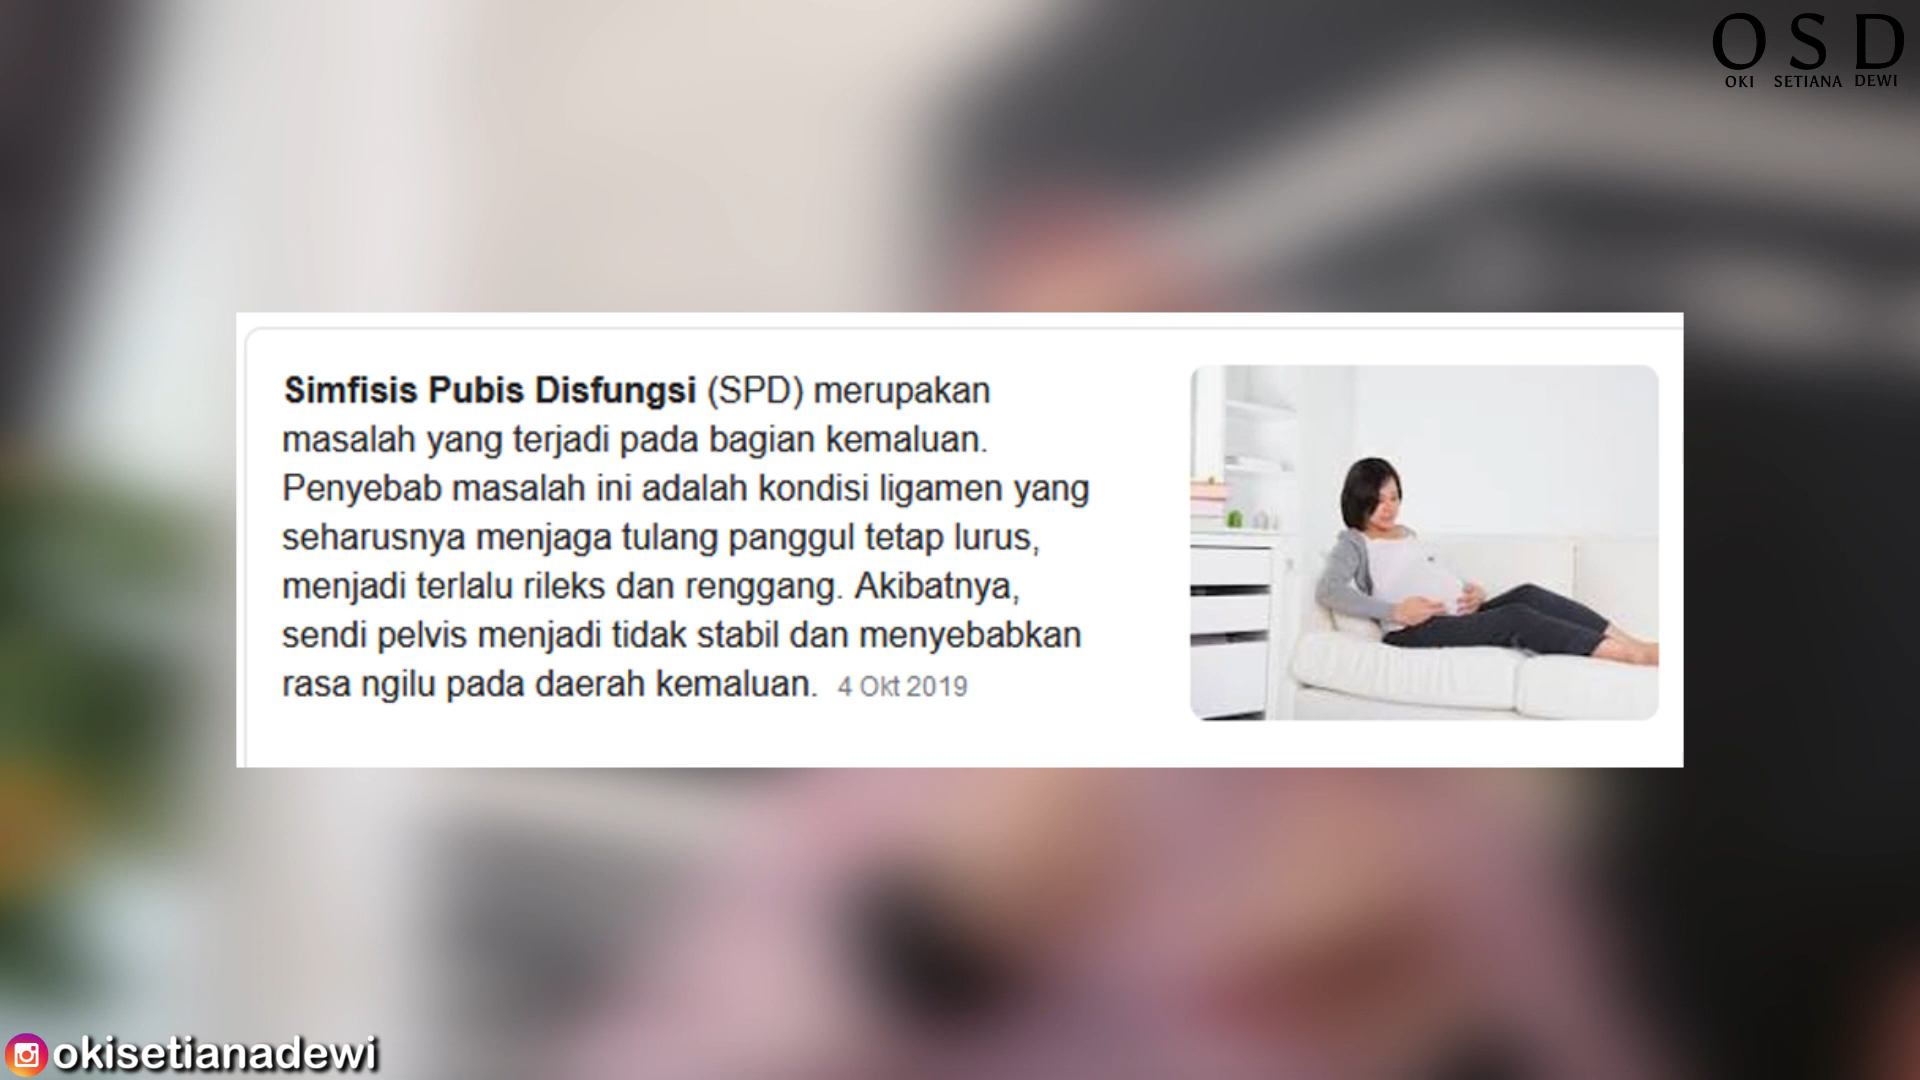 O S D
OKI SETIANA DEWI
Simfisis Pubis Disfungsi (SPD) merupakan
masalah yang terjadi pada bagian kemaluan.
Penyebab masalah ini adalah kondisi ligamen yang
seharusnya menjaga tulang panggul tetap lurus,
menjadi terlalu rileks dan renggang. Akibatnya,
sendi pelvis menjadi tidak stabil dan menyebabkan
rasa ngilu pada daerah kemaluan. 4 Okt 2019
okisetianadewi